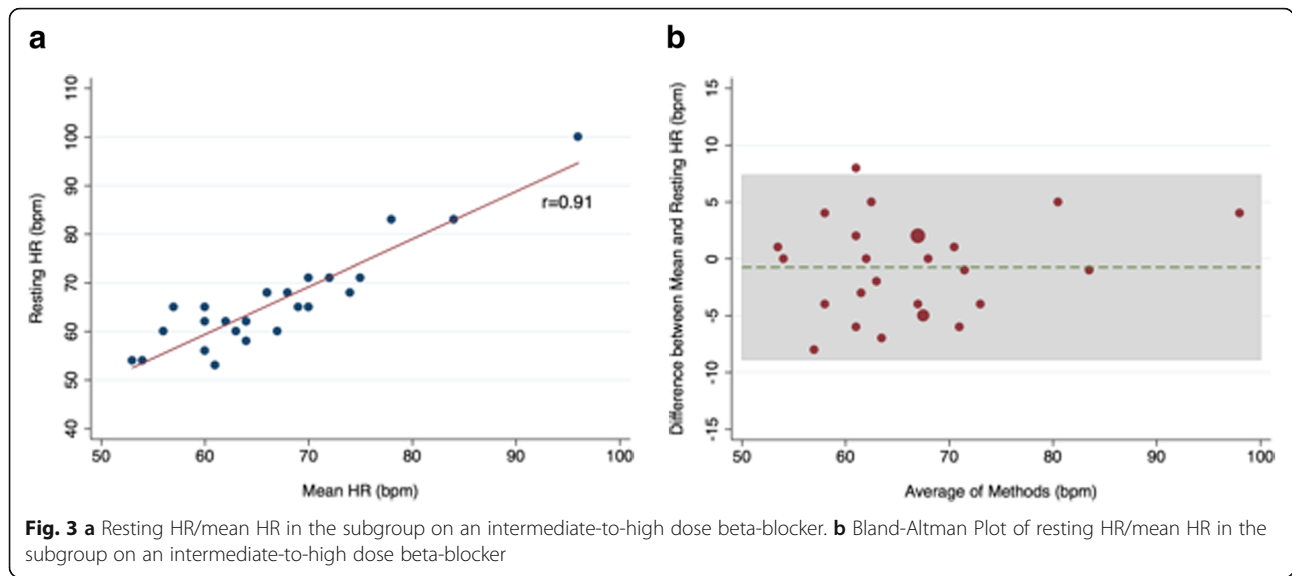 a
110
100
90
80
70
60
50
40
Resting HR (bpm)
r=0.91
50 60 70 80 90 100
Mean HR (bpm)
b
15
10
5
0
-5
-10
-15
Difference between Mean and Resting HR (bpm)
50 60 70 80 90 100
Average of Methods (bpm)
Fig. 3 a Resting HR/mean HR in the subgroup on an intermediate-to-high dose beta-blocker. b Bland-Altman Plot of resting HR/mean HR in the
subgroup on an intermediate-to-high dose beta-blocker